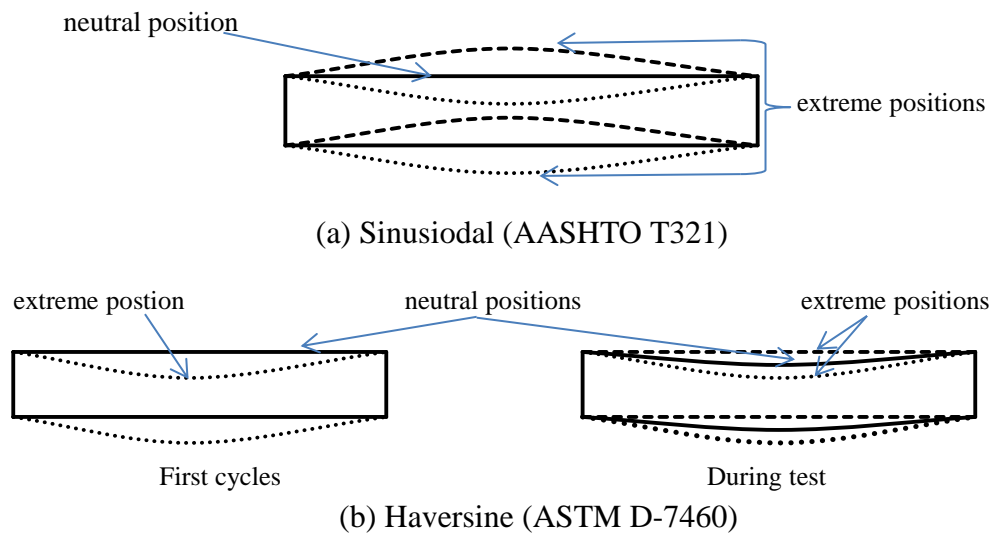 neutral position
extreme positions
(a) Sinusiodal (AASHTO T321)
extreme postion
neutral positions
extreme positions
First cycles
During test
(b) Haversine (ASTM D-7460)